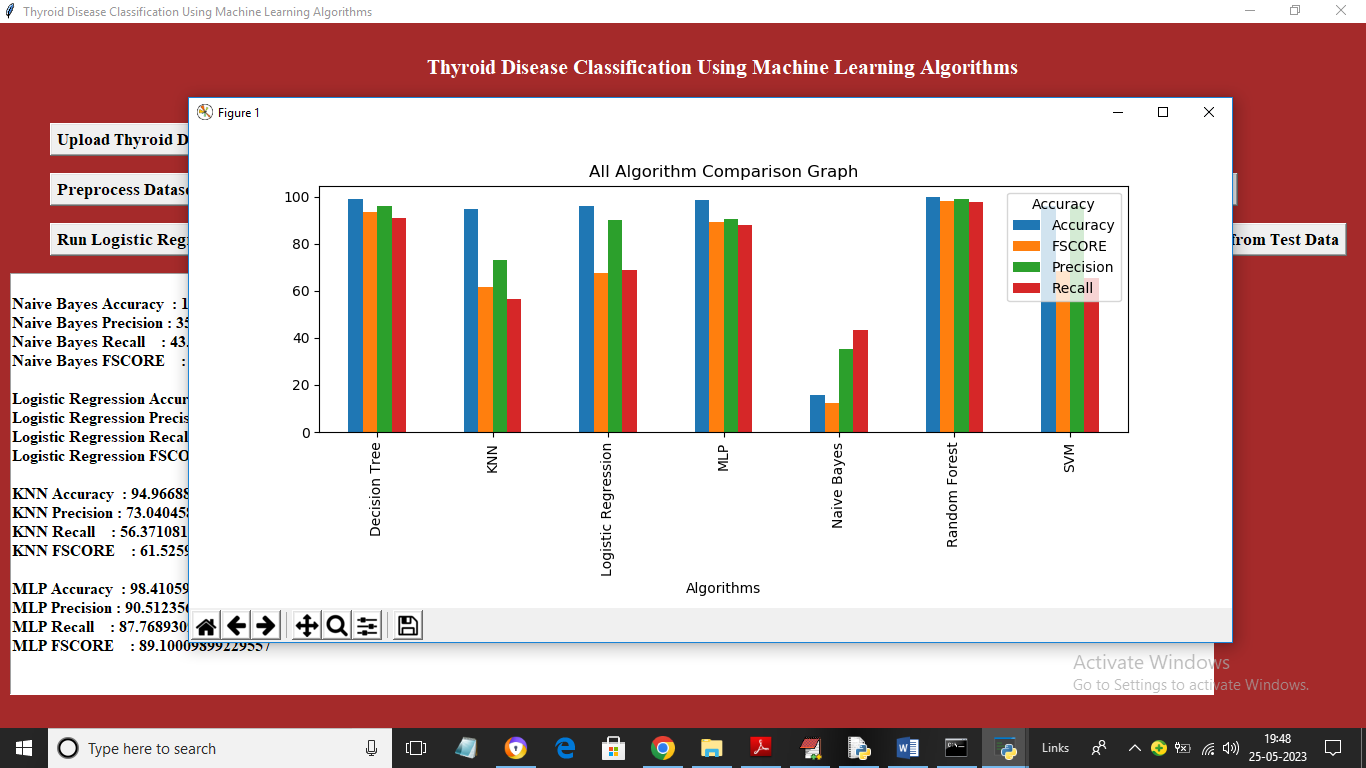 Thyroid Disease Classification Using Machine Learning Algorithms
Thyroid Disease Classification Using Machine Learning Algorithms
Figure 1
Upload Thyroid D
Preprocess Datase
Run Logistic Regr
from Test Data
All Algorithm Comparison Graph
100
80
60
40
20
0
Accuracy
Accuracy
FSCORE
Precision
Recall
Decision Tree
KNN
Logistic Regression
MLP
Naive Bayes
Random Forest
SVM
Algorithms
Naive Bayes Accuracy : 1
Naive Bayes Precision : 35
Naive Bayes Recall : 43.
Naive Bayes FSCORE :
Logistic Regression Accur
Logistic Regression Precis
Logistic Regression Recal
Logistic Regression FSCO
KNN Accuracy : 94.96688
KNN Precision : 73.040458
KNN Recall : 56.371081
KNN FSCORE : 61.5259
MLP Accuracy : 98.41059
MLP Precision : 90.512356
MLP Recall : 87.768930
MLP FSCORE : 89.1000989922957
Activate Windows
Go to Settings to activate Windows.
Type here to search
Links
19:48
25-05-2023